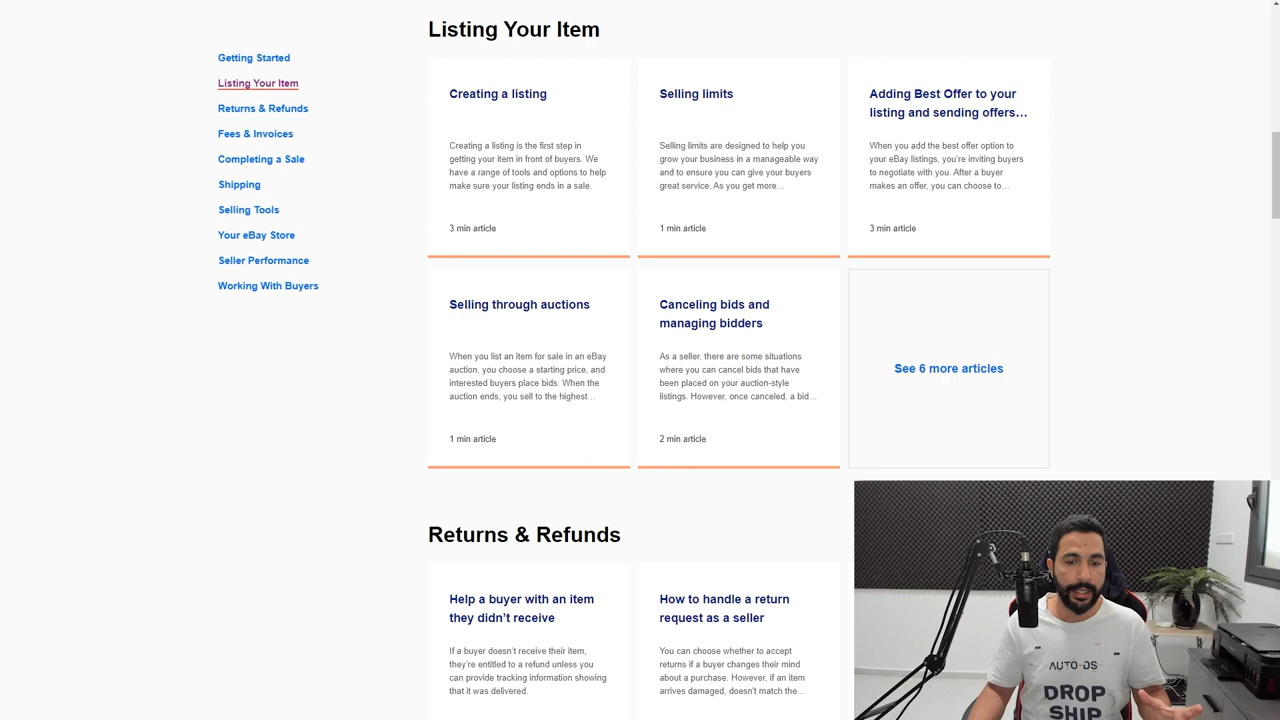 Getting Started
Listing Your Item
Returns & Refunds
Fees & Invoices
Completing a Sale
Shipping
Selling Tools
Your eBay Store
Seller Performance
Working With Buyers
Listing Your Item
Creating a listing
Creating a listing is the first step in
getting your item in front of buyers. We
have a range of tools and options to help
make sure your listing ends in a sale.
3 min article
Selling limits
Selling limits are designed to help you
grow your business in a manageable way
and to ensure you can give your buyers
great service. As you get more...
1 min article
Adding Best Offer to your
listing and sending offers...
When you add the best offer option to
your eBay listings, you're inviting buyers
to negotiate with you. After a buyer
makes an offer, you can choose to...
3 min article
Selling through auctions
When you list an item for sale in an eBay
auction, you choose a starting price, and
interested buyers place bids. When the
auction ends, you sell to the highest...
1 min article
Canceling bids and
managing bidders
As a seller, there are some situations
where you can cancel bids that have
been placed on your auction-style
listings. However, once canceled, a bid...
2 min article
See 6 more articles
Returns & Refunds
Help a buyer with an item
they didn't receive
If a buyer doesn't receive their item,
they're entitled to a refund unless you
can provide tracking information showing
that it was delivered.
How to handle a return
request as a seller
You can choose whether to accept
returns if a buyer changes their mind
about a purchase. However, if an item
arrives damaged, doesn't match the...
AUTO-DS
DROP
SHIP